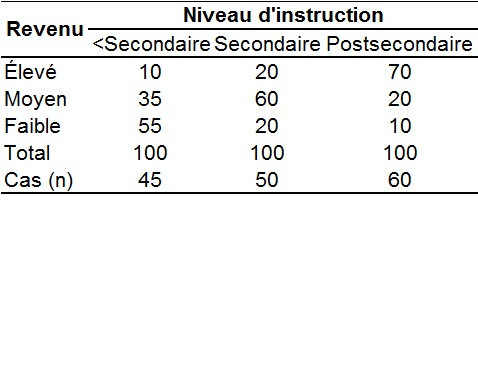 Revenu Niveau d'instruction
<Secondaire Secondaire Postsecondaire
Élevé 10 20 70
Moyen 35 60 20
Faible 55 20 10
Total 100 100 100
Cas (n) 45 50 60